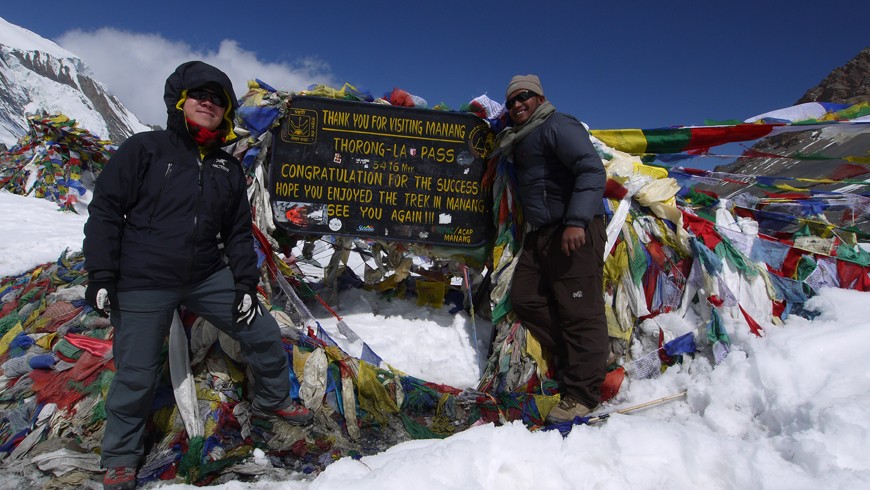 THANK YOU FOR VISITING MANANG
THORONG-LA PASS
5416 MTR
CONGRATULATION FOR THE SUCCESS
HOPE YOU ENJOYED THE TREK IN MANANG.
SEE YOU AGAIN!!!
/ACAP
MANANG